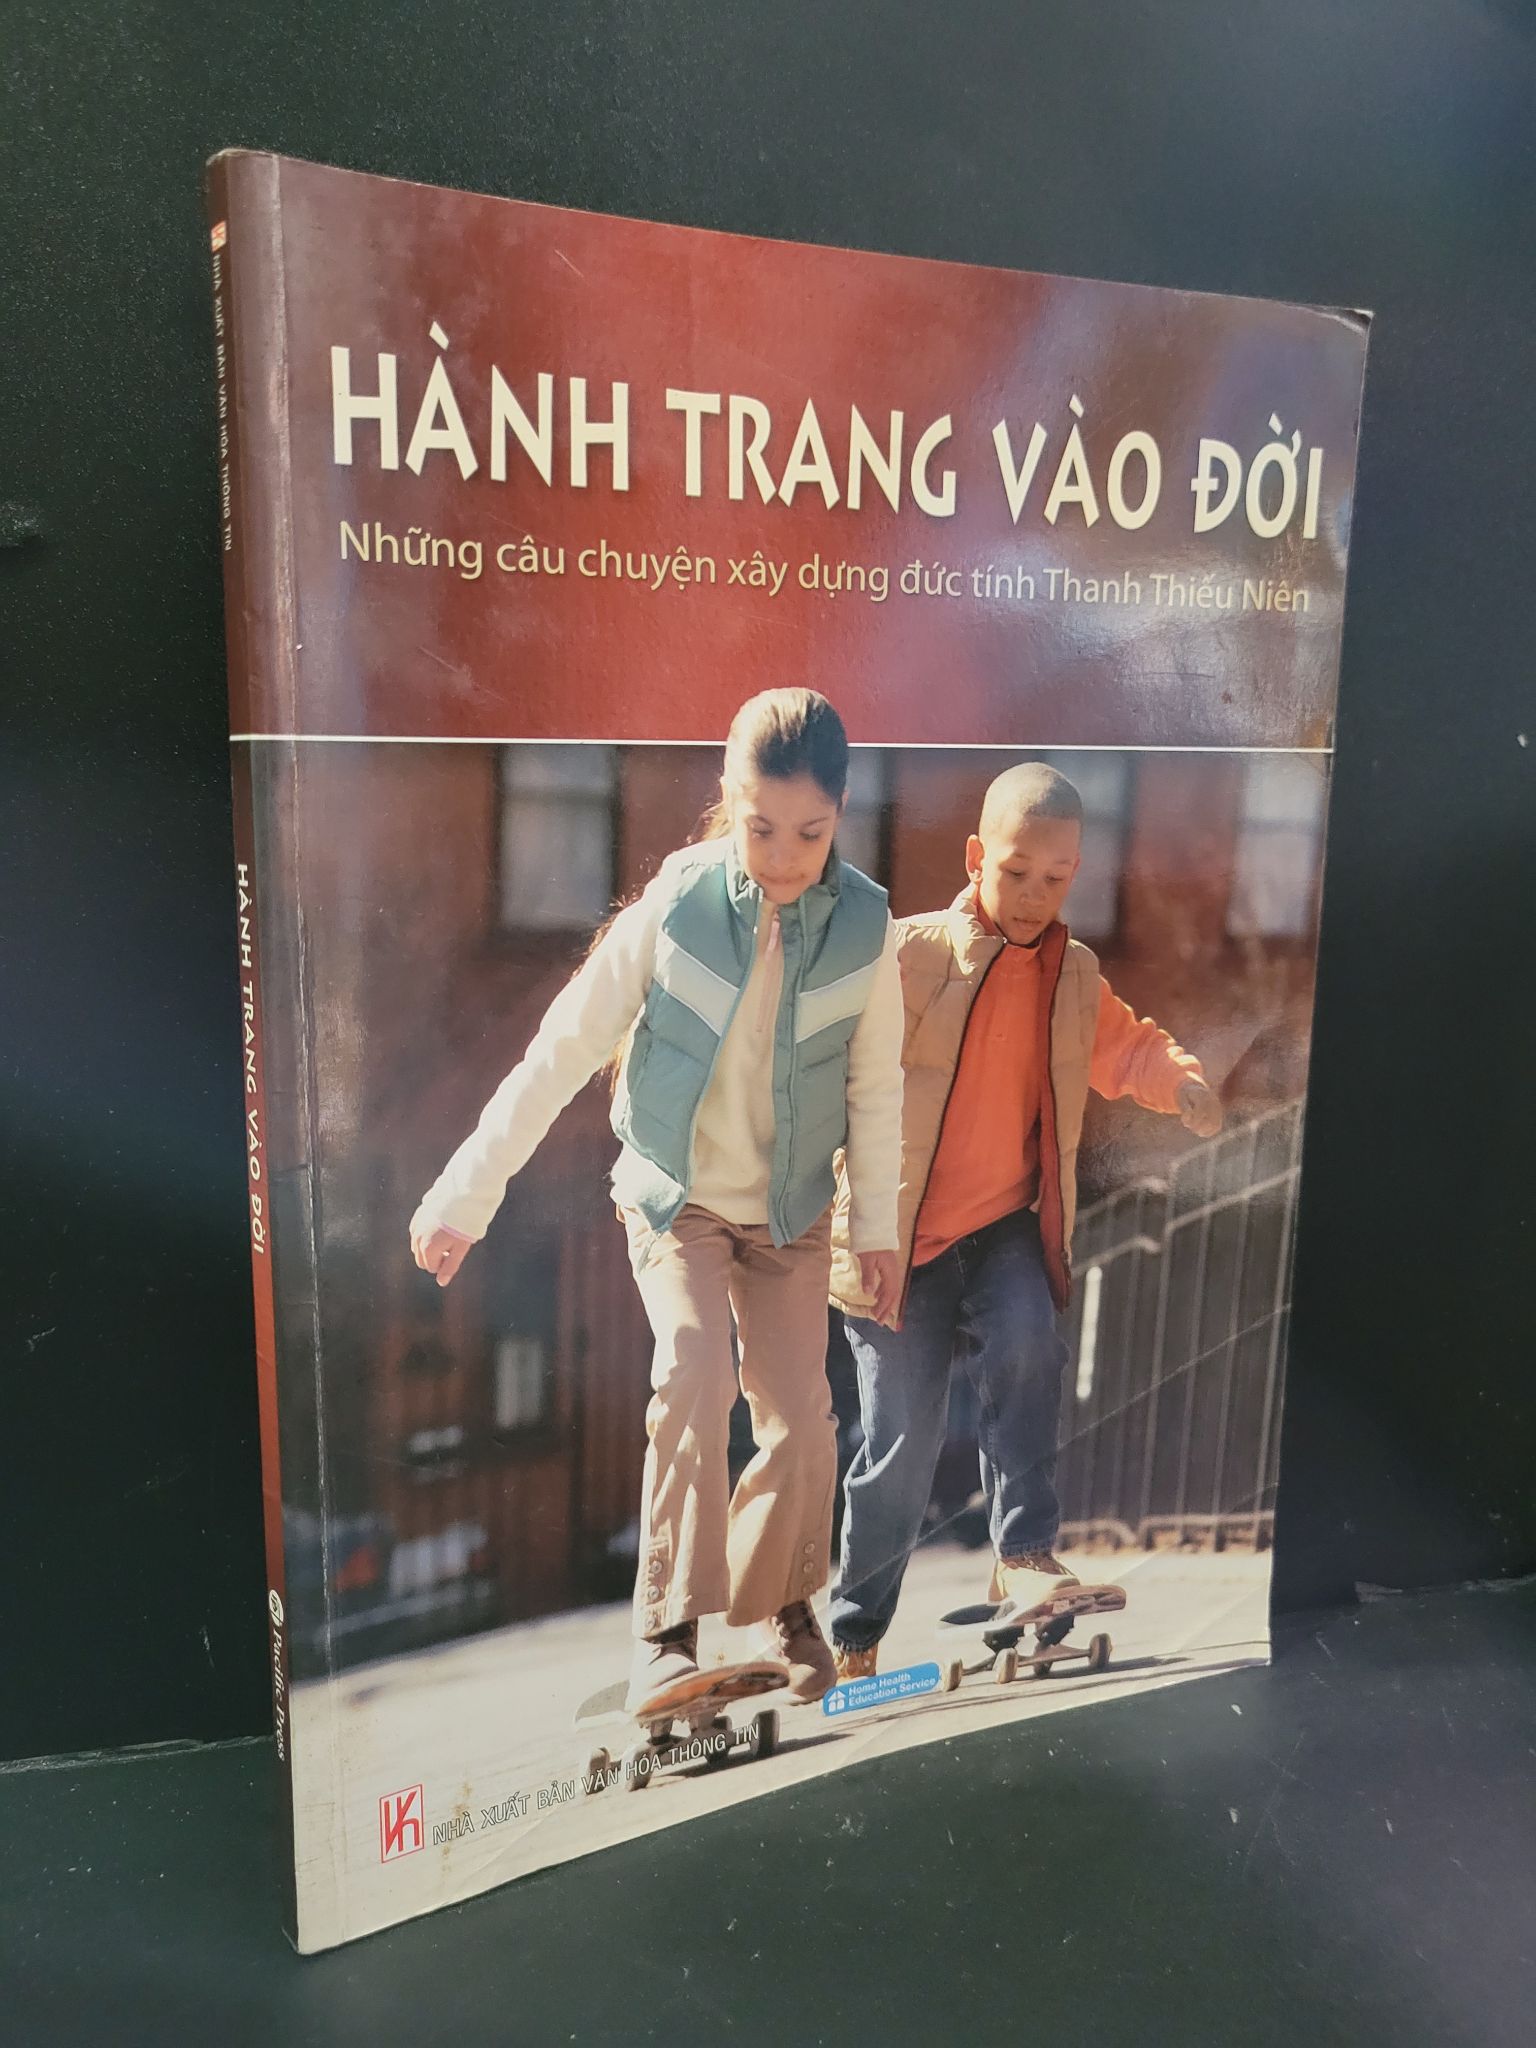 HÀNH TRANG VÀO ĐỜI
Những câu chuyện xây dựng đức tính Thanh Thiếu Niên
Home Health
Education Service
NHÀ XUẤT BẢN VĂN HÓA THÔNG TIN
NHÀ XUẤT BẢN VĂN HÓA THÔNG TIN
HÀNH TRANG VÀO ĐỜI
Pacific Press